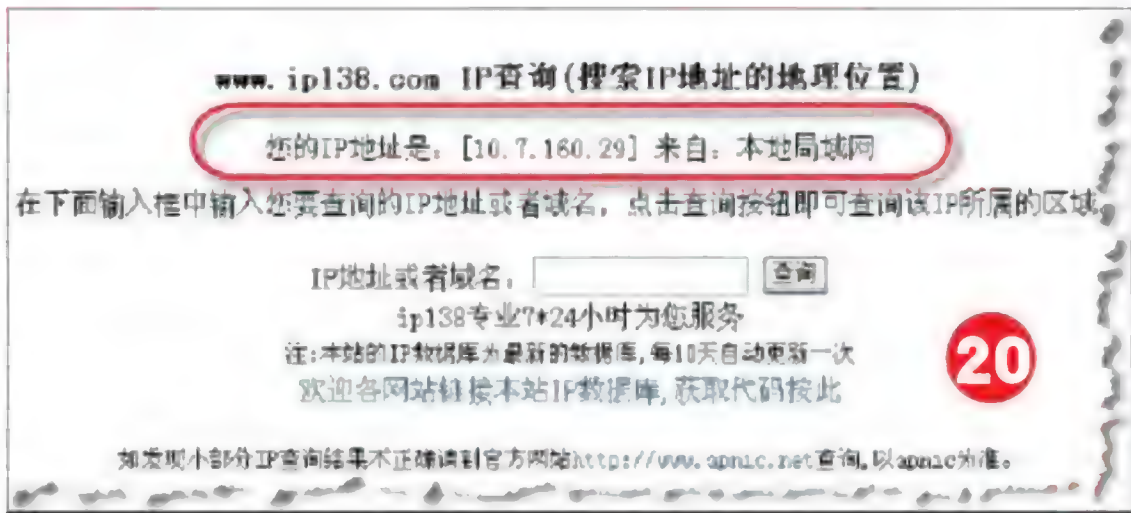 www.ip138.com IP查询(搜索IP地址的地理位置)
您的IP地址是：[10.7.160.29] 来自：本地局域网
在下面输入框中输入您要查询的IP地址或者域名，点击查询按钮即可查询该IP所属的区域。
IP地址或者域名： 查询
ip138专业7*24小时为您服务
注:本站的IP数据库为最新的数据库,每10天自动更新一次
欢迎各网站链接本站IP数据库,获取代码按此
20
如发现小部分IP查询结果不正确请到官方网站http://www.apnic.net查询,以apnic为准。